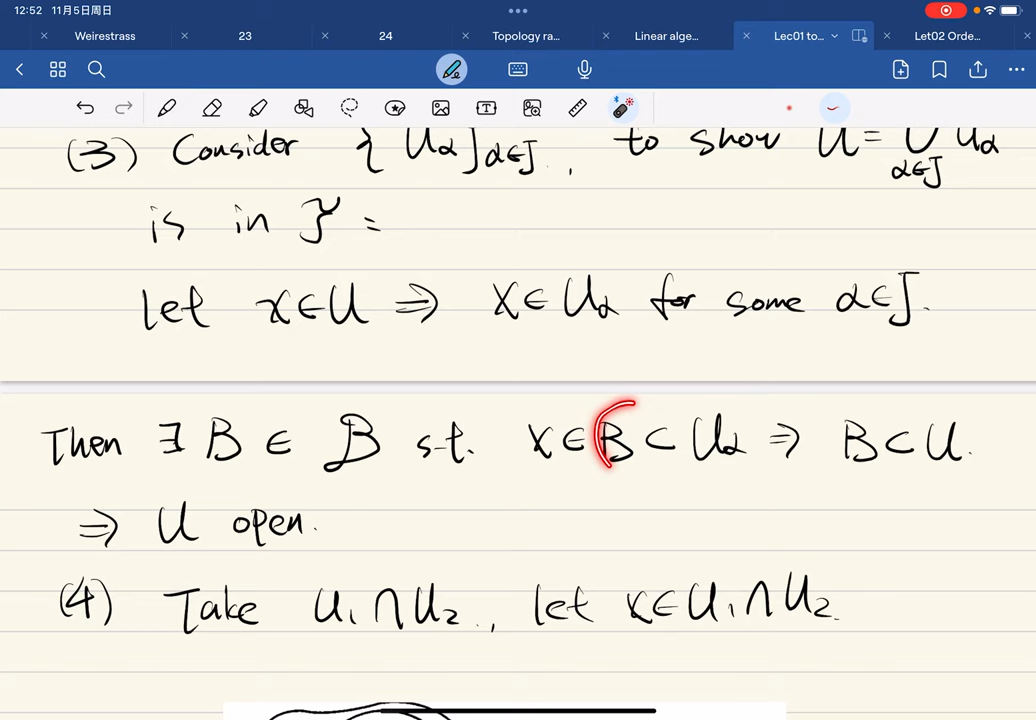 12:52 11月5日周日
Weirestrass 23 24 Topology ra... Linear alge... Lec01 to... Let02 Orde...
(3) Consider { Uα }α∈J, to show U = ∪α∈J Uα
is in 𝒯 =
let x∈U ⇒ x∈Uα for some α∈J.
Then ∃ B ∈ ℬ s.t. x∈B⊂Uα ⇒ B⊂U.
⇒ U open.
(4) Take U₁∩U₂., let x∈U₁∩U₂.